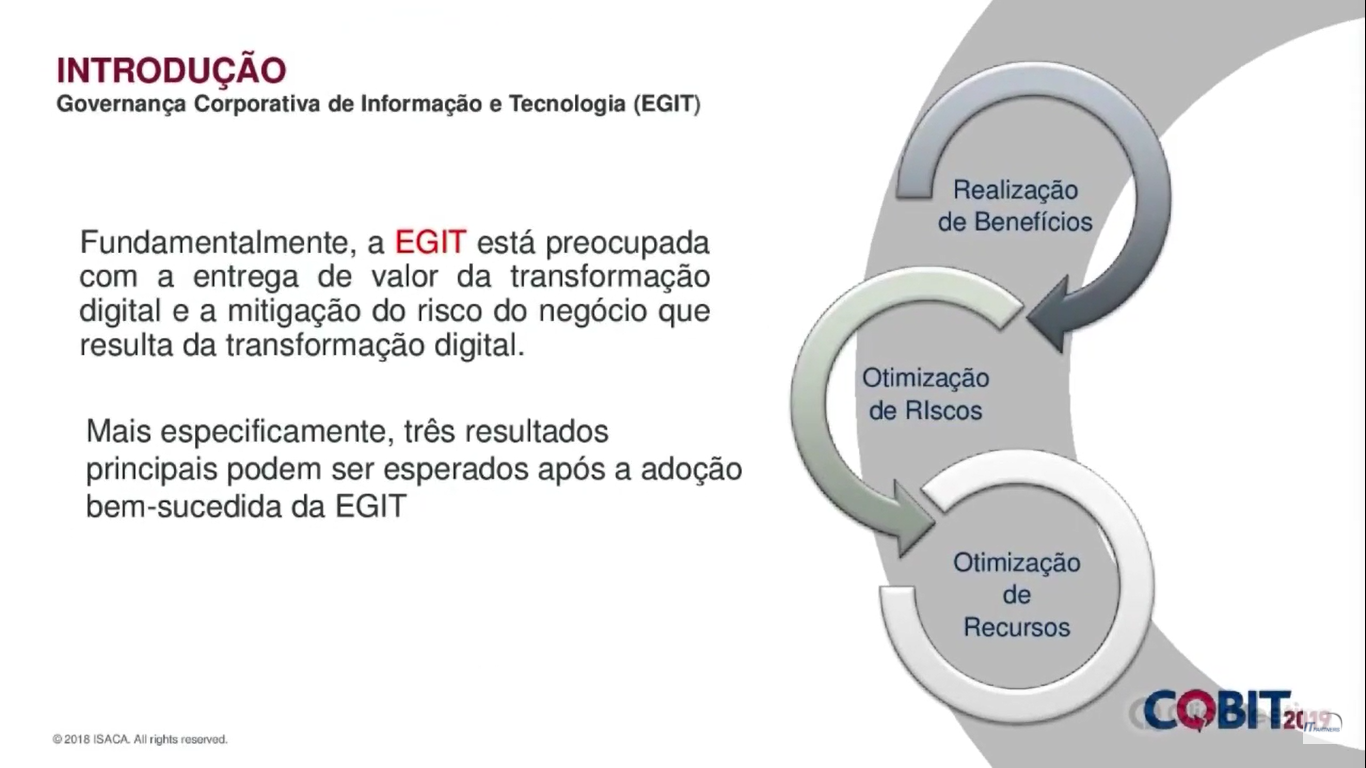 INTRODUÇÃO
Governança Corporativa de Informação e Tecnologia (EGIT)
Fundamentalmente, a EGIT está preocupada
com a entrega de valor da transformação
digital e a mitigação do risco do negócio que
resulta da transformação digital.
Mais especificamente, três resultados
principais podem ser esperados após a adoção
bem-sucedida da EGIT
Realização
de Benefícios
Otimização
de RIscos
Otimização
de
Recursos
COBIT
© 2018 ISACA. All rights reserved.